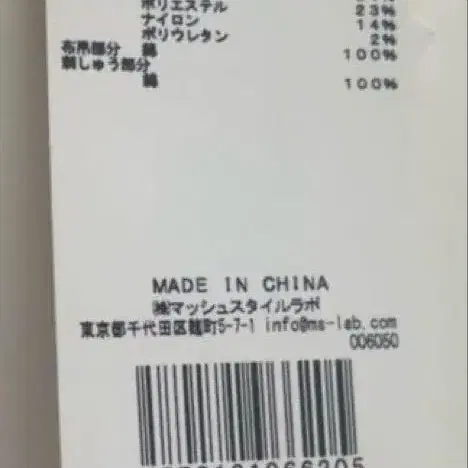 ポリエステル 23%
ナイロン 14%
ポリウレタン 2%
布帛部分 綿 100%
刺しゅう部分
綿 100%
MADE IN CHINA
㈱マッシュスタイルラボ
東京都千代田区麹町5-7-1 info@ms-lab.com
006050